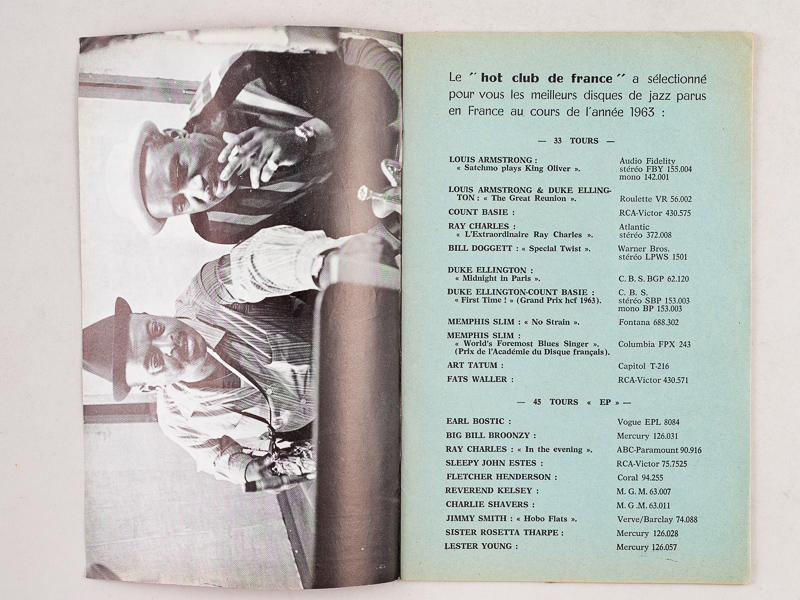 Le " hot club de france " a sélectionné
pour vous les meilleurs disques de jazz parus
en France au cours de l'année 1963 :
— 33 TOURS —
LOUIS ARMSTRONG : Audio Fidelity
« Satchmo plays King Oliver ». stéréo FBY 155.004
mono 142.001
LOUIS ARMSTRONG & DUKE ELLING-
TON : « The Great Reunion ». Roulette VR 56.002
COUNT BASIE : RCA-Victor 430.575
RAY CHARLES : Atlantic
« L'Extraordinaire Ray Charles ». stéréo 372.008
BILL DOGGETT : « Special Twist ». Warner Bros.
stéréo LPWS 1501
DUKE ELLINGTON :
« Midnight in Paris ». C. B. S. BGP 62.120
DUKE ELLINGTON-COUNT BASIE : C. B. S.
« First Time ! » (Grand Prix hcf 1963). stéréo SBP 153.003
mono BP 153.003
MEMPHIS SLIM : « No Strain ». Fontana 688.302
MEMPHIS SLIM :
« World's Foremost Blues Singer ». Columbia FPX 243
(Prix de l'Académie du Disque français).
ART TATUM : Capitol T-216
FATS WALLER : RCA-Victor 430.571
— 45 TOURS « EP » —
EARL BOSTIC : Vogue EPL 8084
BIG BILL BROONZY : Mercury 126.031
RAY CHARLES : « In the evening ». ABC-Paramount 90.916
SLEEPY JOHN ESTES : RCA-Victor 75.7525
FLETCHER HENDERSON : Coral 94.255
REVEREND KELSEY : M. G. M. 63.007
CHARLIE SHAVERS : M. G .M. 63.011
JIMMY SMITH : « Hobo Flats ». Verve/Barclay 74.088
SISTER ROSETTA THARPE : Mercury 126.028
LESTER YOUNG : Mercury 126.057